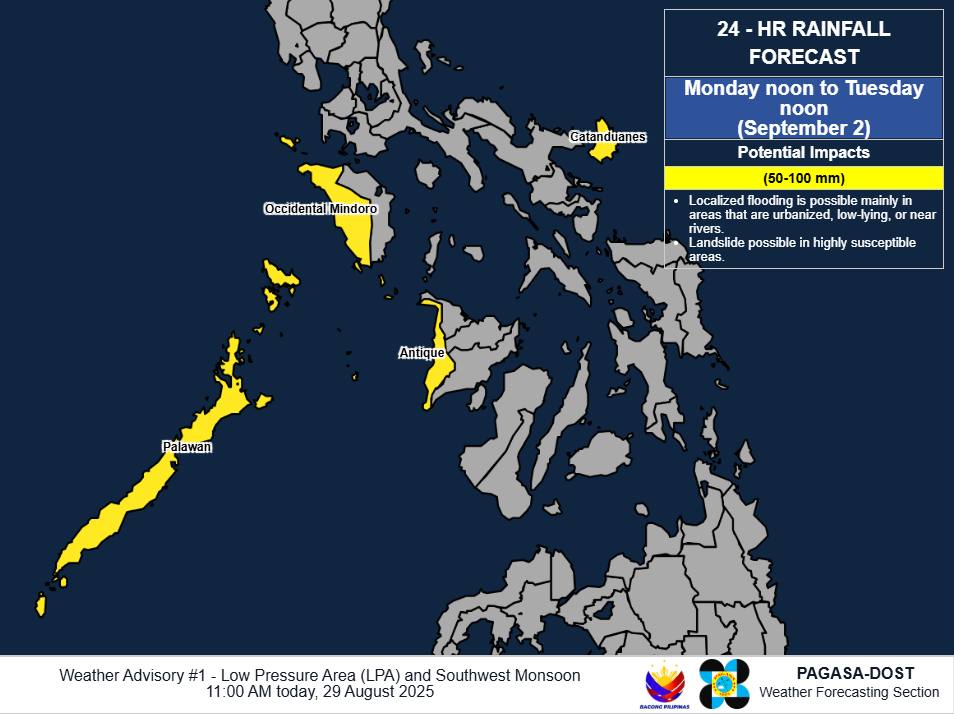 24 - HR RAINFALL
FORECAST
Monday noon to Tuesday
noon
(September 2)
Potential Impacts
(50-100 mm)
• Localized flooding is possible mainly in
areas that are urbanized, low-lying, or near
rivers.
• Landslide possible in highly susceptible
areas.
Catanduanes
Occidental Mindoro
Antique
Palawan
Weather Advisory #1 - Low Pressure Area (LPA) and Southwest Monsoon
11:00 AM today, 29 August 2025
BAGONG PILIPINAS
PAGASA-DOST
Weather Forecasting Section